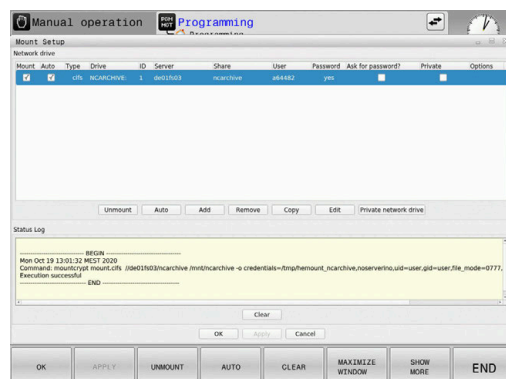 Manual operation
PGM
MGT
Programming
Programming
Mount Setup
Network drive
Mount Auto Type Drive ID Server Share User Password Ask for password? Private Options
cifs NCARCHIVE: 1 de01fs03 ncarchive a64482 yes
Unmount Auto Add Remove Copy Edit Private network drive
Status Log
---------------------------- BEGIN ----------------------------
Mon Oct 19 13:01:32 MEST 2020
Command: mountcrypt mount.cifs //de01fs03/ncarchive /mnt/ncarchive -o credentials=/tmp/hemount_ncarchive,noserverino,uid=user,gid=user,file_mode=0777,
Execution successful
---------------------------- END ----------------------------
Clear
OK Apply Cancel
OK APPLY UNMOUNT AUTO CLEAR MAXIMIZE WINDOW SHOW MORE END